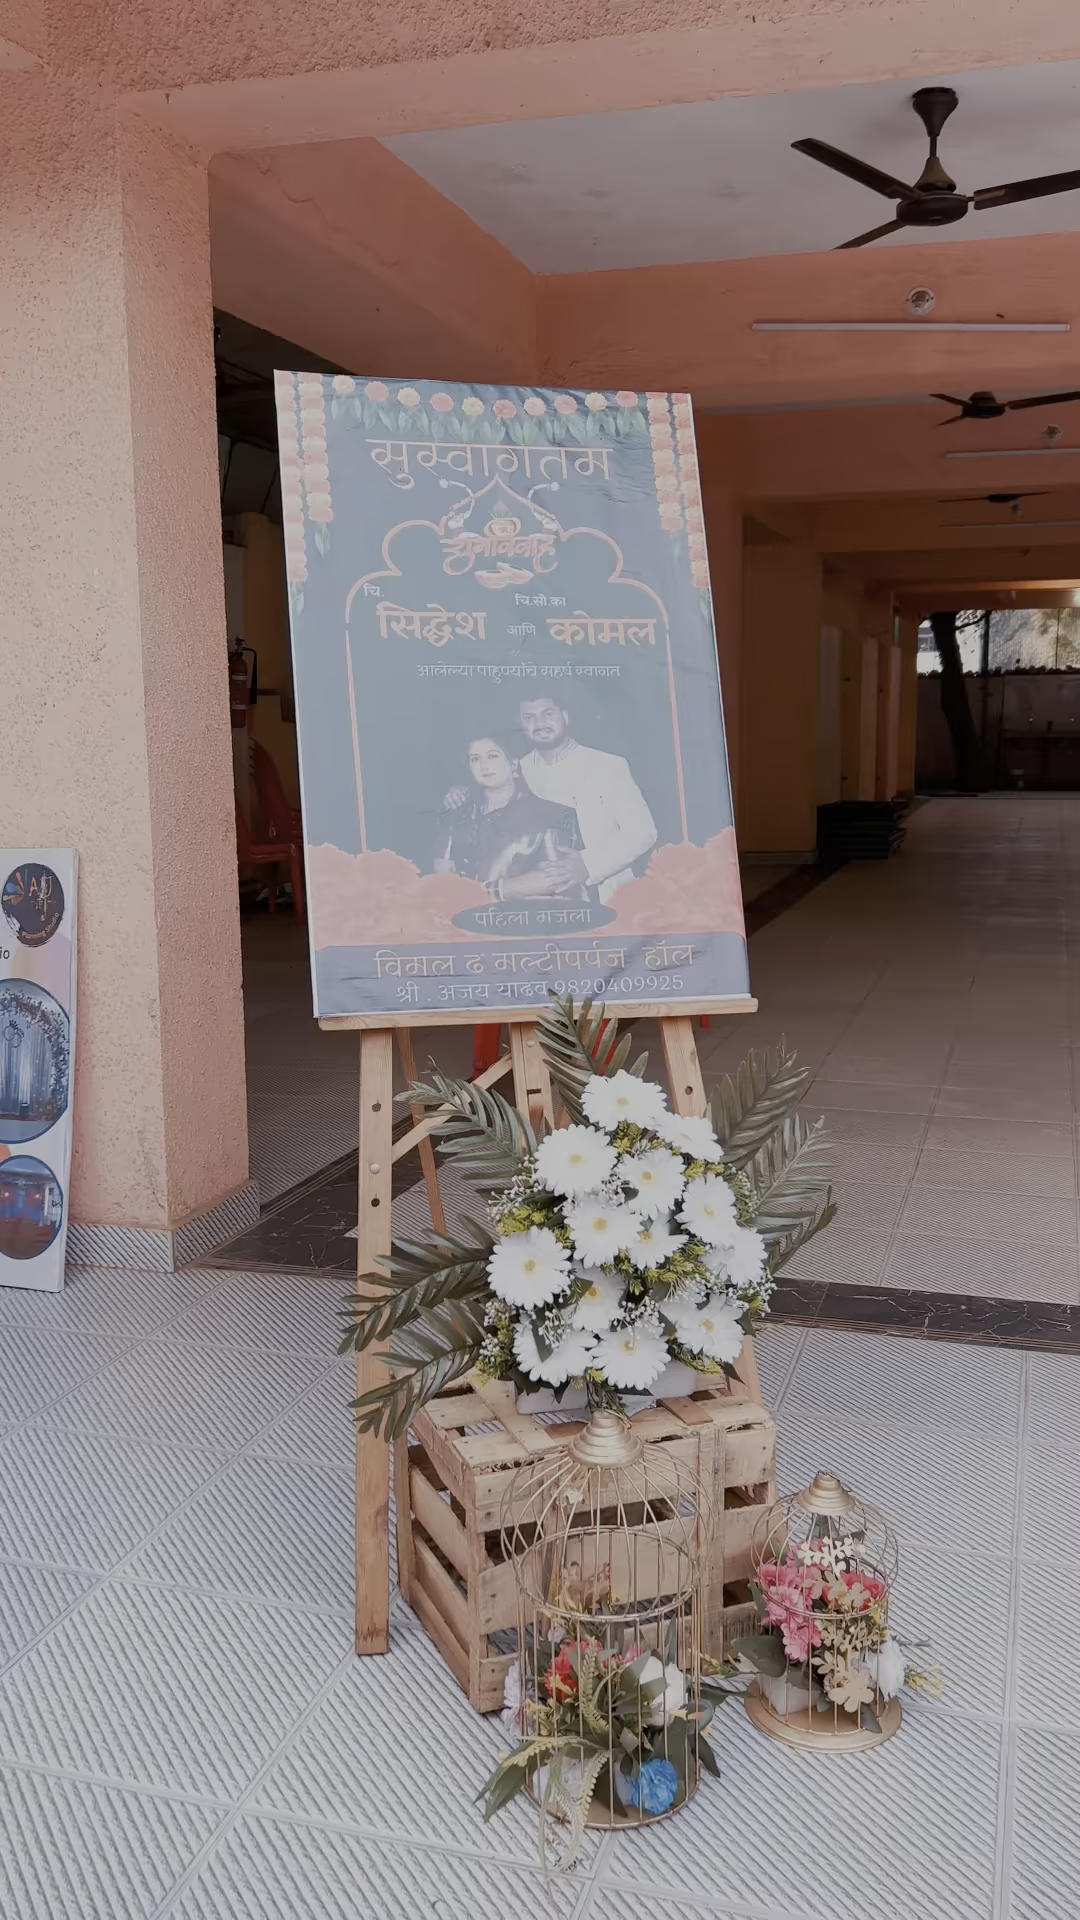 सुस्वागतम
शुभविवाह
चि. चि.सौ.का
सिद्धेश आणि कोमल
आलेल्या पाहुण्यांचे सहर्ष स्वागत
पहिला मजला
विमल द मल्टीपर्पज हॉल
श्री . अजय यादव 9820409925